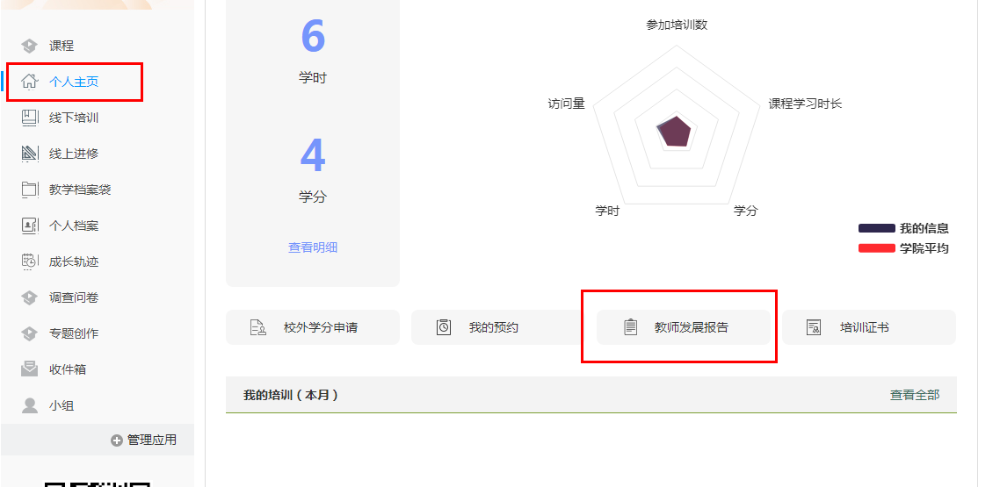 课程
个人主页
线下培训
线上进修
教学档案袋
个人档案
成长轨迹
调查问卷
专题创作
收件箱
小组
管理应用
6
学时
4
学分
查看明细
参加培训数
访问量
课程学习时长
学时
学分
我的信息
学院平均
校外学分申请
我的预约
教师发展报告
培训证书
我的培训（本月）
查看全部